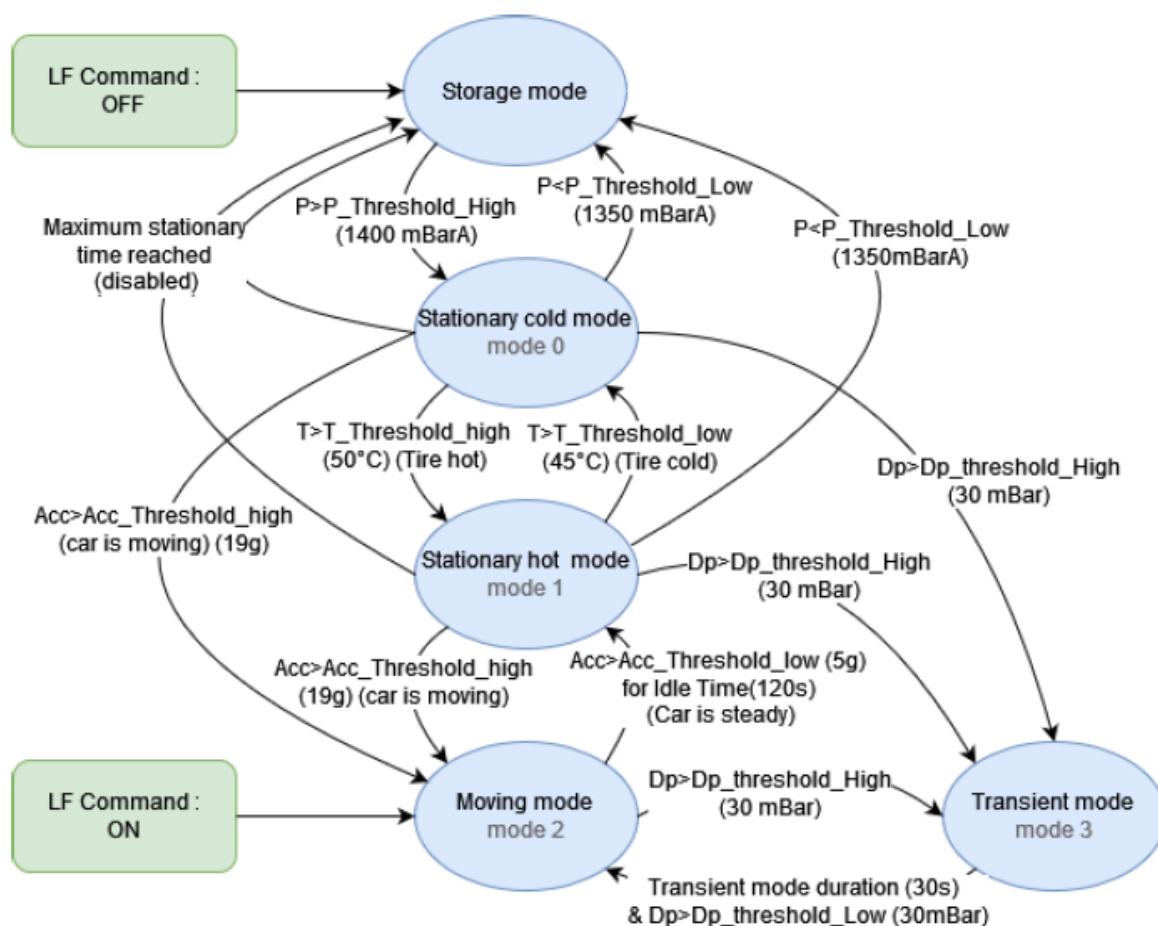 LF Command :
OFF
Storage mode
Maximum stationary
time reached
(disabled)
P>P_Threshold_High
(1400 mBarA)
P<P_Threshold_Low
(1350 mBarA)
P<P_Threshold_Low
(1350mBarA)
Stationary cold mode
mode 0
T>T_Threshold_high
(50°C) (Tire hot)
T>T_Threshold_low
(45°C) (Tire cold)
Dp>Dp_threshold_High
(30 mBar)
Acc>Acc_Threshold_high
(car is moving) (19g)
Stationary hot mode
mode 1
Dp>Dp_threshold_High
(30 mBar)
Acc>Acc_Threshold_high
(19g) (car is moving)
Acc>Acc_Threshold_low (5g)
for Idle Time(120s)
(Car is steady)
LF Command :
ON
Moving mode
mode 2
Dp>Dp_threshold_High
(30 mBar)
Transient mode
mode 3
Transient mode duration (30s)
& Dp>Dp_threshold_Low (30mBar)